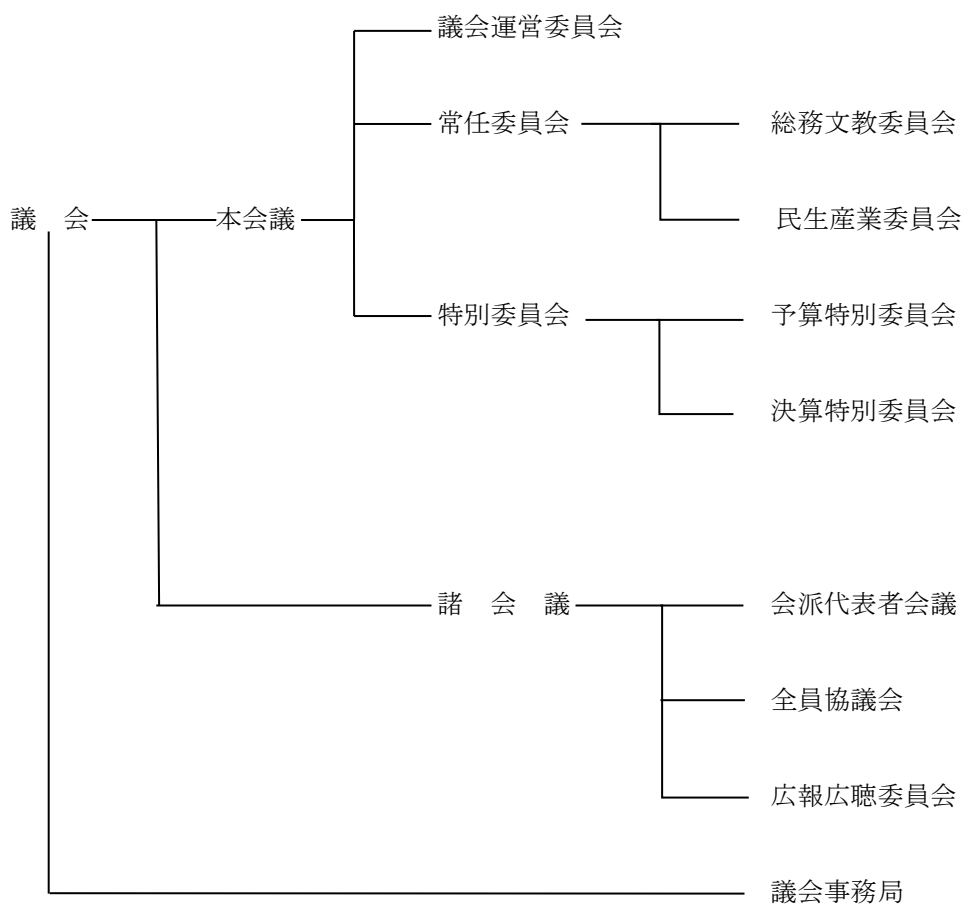 議会運営委員会
常任委員会 総務文教委員会
議　会 本会議 民生産業委員会
特別委員会 予算特別委員会
決算特別委員会
諸　会　議 会派代表者会議
全員協議会
広報広聴委員会
議会事務局